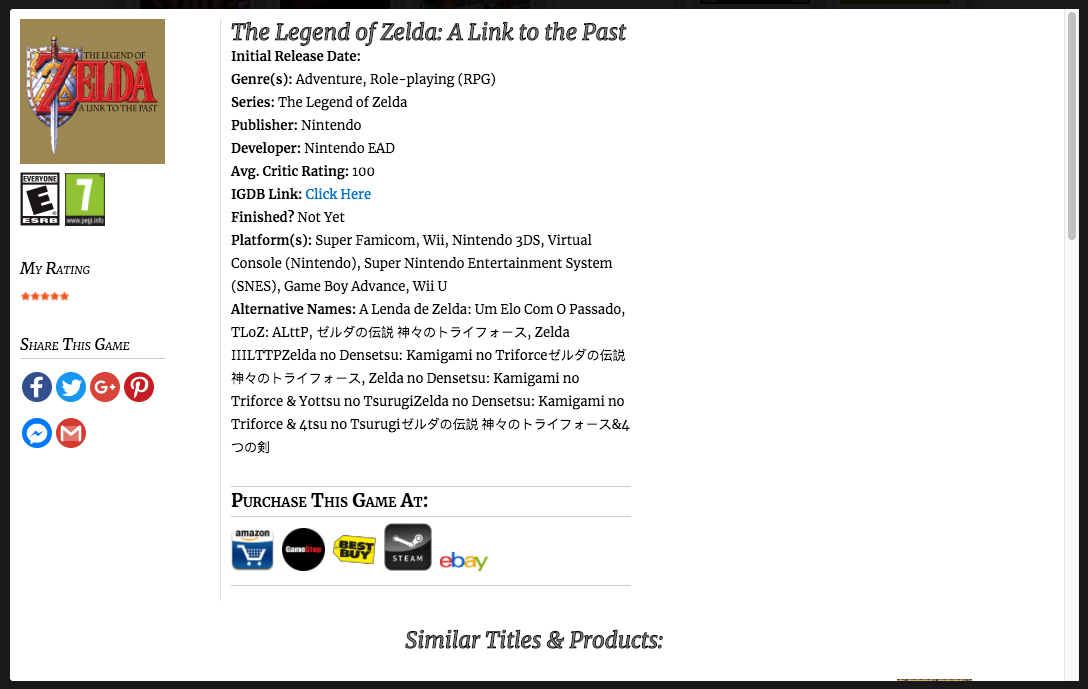 THE LEGEND OF
ZELDA
A LINK TO THE PAST
EVERYONE
E
ESRB
7
www.pegi.info
My Rating
Share This Game
The Legend of Zelda: A Link to the Past
Initial Release Date:
Genre(s): Adventure, Role-playing (RPG)
Series: The Legend of Zelda
Publisher: Nintendo
Developer: Nintendo EAD
Avg. Critic Rating: 100
IGDB Link: Click Here
Finished? Not Yet
Platform(s): Super Famicom, Wii, Nintendo 3DS, Virtual
Console (Nintendo), Super Nintendo Entertainment System
(SNES), Game Boy Advance, Wii U
Alternative Names: A Lenda de Zelda: Um Elo Com O Passado,
TLoZ: ALttP, ゼルダの伝説 神々のトライフォース, Zelda
IIILTTPZelda no Densetsu: Kamigami no Triforceゼルダの伝説
神々のトライフォース, Zelda no Densetsu: Kamigami no
Triforce & Yottsu no TsurugiZelda no Densetsu: Kamigami no
Triforce & 4tsu no Tsurugiゼルダの伝説 神々のトライフォース&4
つの剣
Purchase This Game At:
amazon
GameStop
BEST BUY
STEAM
ebay
Similar Titles & Products: